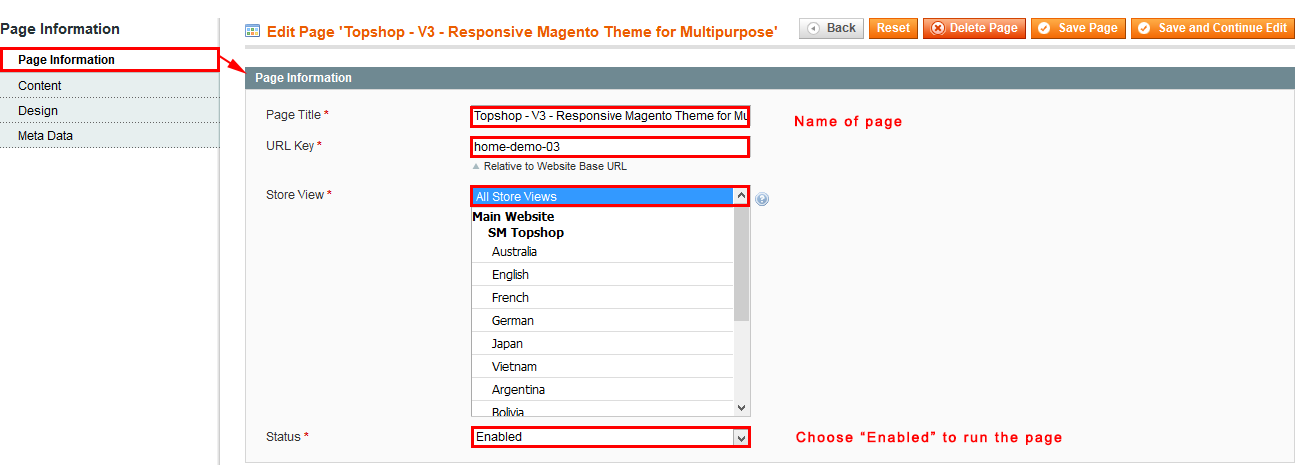 Page Information
Page Information
Content
Design
Meta Data
Edit Page 'Topshop - V3 - Responsive Magento Theme for Multipurpose'
Back Reset Delete Page Save Page Save and Continue Edit
Page Information
Page Title * Topshop - V3 - Responsive Magento Theme for Mu Name of page
URL Key * home-demo-03
Relative to Website Base URL
Store View * All Store Views
Main Website
SM Topshop
Australia
English
French
German
Japan
Vietnam
Argentina
Bolivia
Status * Enabled Choose “Enabled” to run the page